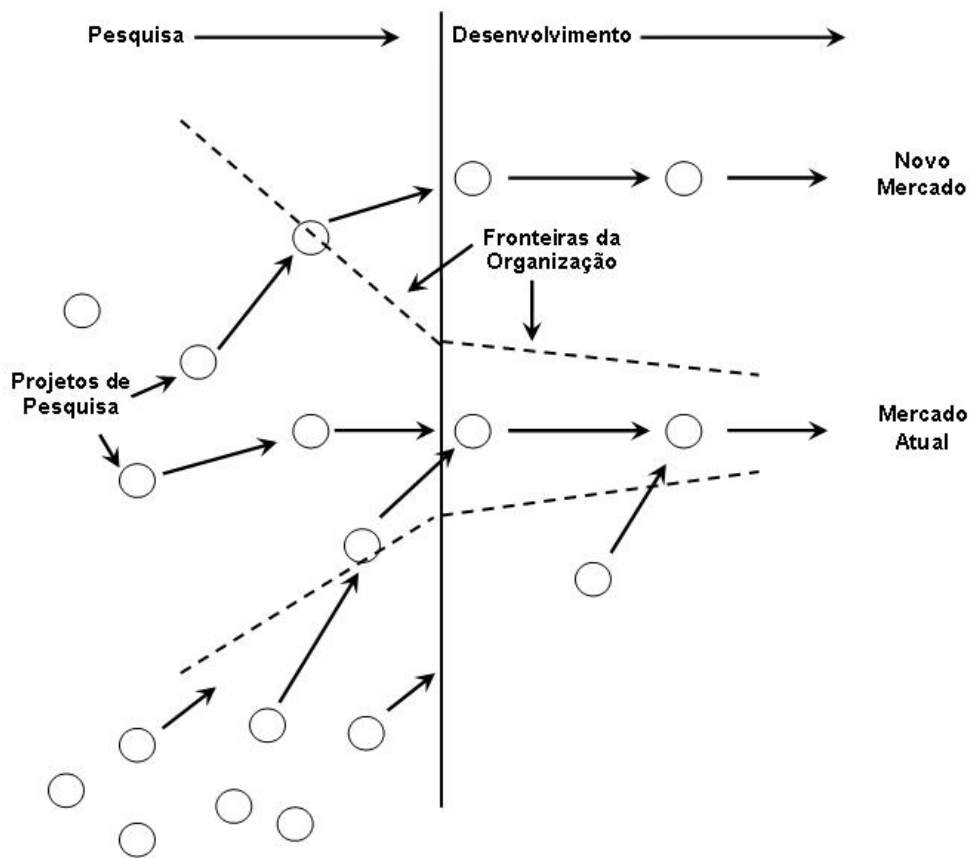 Pesquisa
Desenvolvimento
Novo
Mercado
Fronteiras da
Organização
Projetos de
Pesquisa
Mercado
Atual